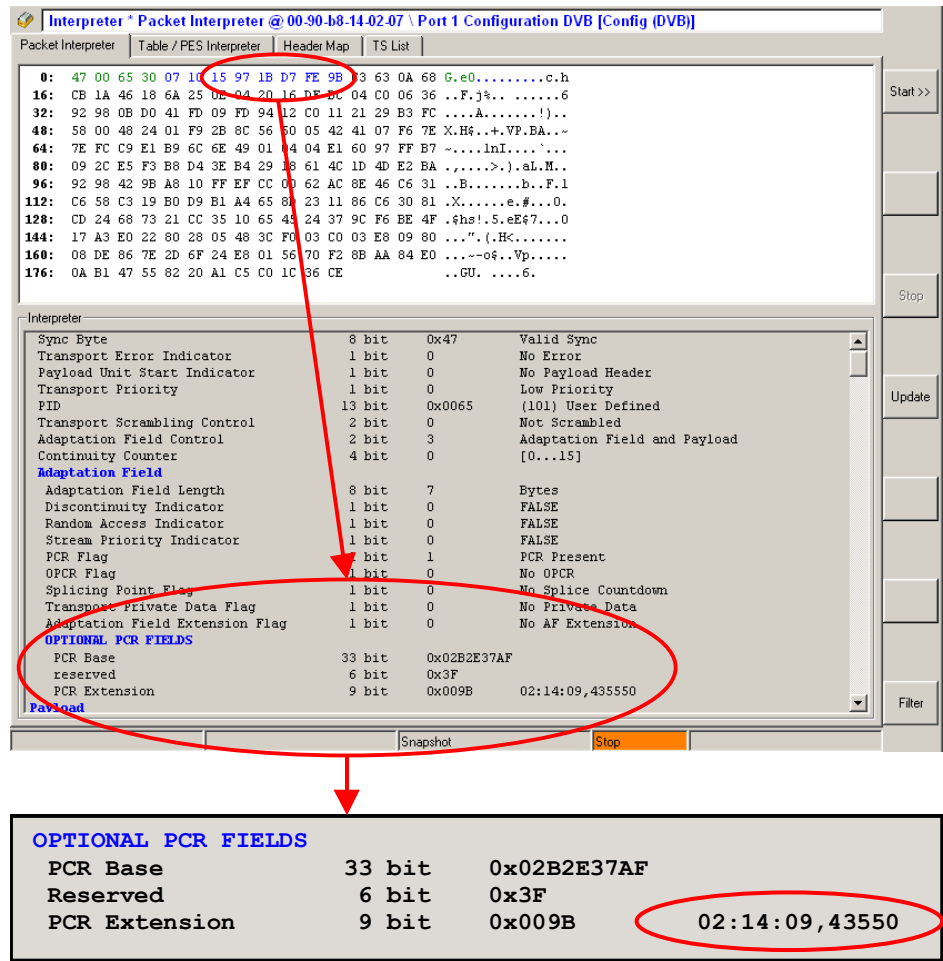 Interpreter * Packet Interpreter @ 00-90-b8-14-02-07 \ Port 1 Configuration DVB [Config (DVB)]
Packet Interpreter Table / PES Interpreter Header Map TS List
0: 47 00 65 30 07 10 15 97 1B D7 FE 9B 63 0A 68 G.e0.........c.h
16: CB 1A 46 18 6A 25 0E 04 20 16 DF BC 04 C0 06 36 ..F.j%.. ......6
32: 92 98 0B D0 41 FD 09 FD 94 12 C0 11 21 29 B3 FC ....A.......!)..
48: 58 00 48 24 01 F9 2B 8C 56 50 05 42 41 07 F6 7E X.H$..+.VP.BA..~
64: 7E FC C9 E1 B9 6C 6E 49 01 04 04 E1 60 97 FF B7 ~....lnI....`...
80: 09 2C E5 F3 B8 D4 3E B4 29 18 61 4C 1D 4D E2 BA .,....>.).aL.M..
96: 92 98 42 9B A8 10 FF EF CC 0D 62 AC 8E 46 C6 31 ..B.......b..F.1
112: C6 58 C3 19 B0 D9 B1 A4 65 8D 23 11 86 C6 30 81 .X......e.#...0.
128: CD 24 68 73 21 CC 35 10 65 45 24 37 9C F6 BE 4F .$hs!.5.eE$7...O
144: 17 A3 E0 22 80 28 05 48 3C F0 03 C0 03 E8 09 80 ...".(.H<.......
160: 08 DE 86 7E 2D 6F 24 E8 01 56 70 F2 8B AA 84 E0 ...~-o$..Vp.....
176: 0A B1 47 55 82 20 A1 C5 C0 1C 36 CE ..GU. ....6.
Start >>
Stop
Update
Filter
Interpreter
Sync Byte 8 bit 0x47 Valid Sync
Transport Error Indicator 1 bit 0 No Error
Payload Unit Start Indicator 1 bit 0 No Payload Header
Transport Priority 1 bit 0 Low Priority
PID 13 bit 0x0065 (101) User Defined
Transport Scrambling Control 2 bit 0 Not Scrambled
Adaptation Field Control 2 bit 3 Adaptation Field and Payload
Continuity Counter 4 bit 0 [0...15]
Adaptation Field
Adaptation Field Length 8 bit 7 Bytes
Discontinuity Indicator 1 bit 0 FALSE
Random Access Indicator 1 bit 0 FALSE
Stream Priority Indicator 1 bit 0 FALSE
PCR Flag 1 bit 1 PCR Present
OPCR Flag 1 bit 0 No OPCR
Splicing Point Flag 1 bit 0 No Splice Countdown
Transport Private Data Flag 1 bit 0 No Private Data
Adaptation Field Extension Flag 1 bit 0 No AF Extension
OPTIONAL PCR FIELDS
PCR Base 33 bit 0x02B2E37AF
reserved 6 bit 0x3F
PCR Extension 9 bit 0x009B 02:14:09,435550
Payload
Snapshot Stop
OPTIONAL PCR FIELDS
PCR Base 33 bit 0x02B2E37AF
Reserved 6 bit 0x3F
PCR Extension 9 bit 0x009B 02:14:09,43550